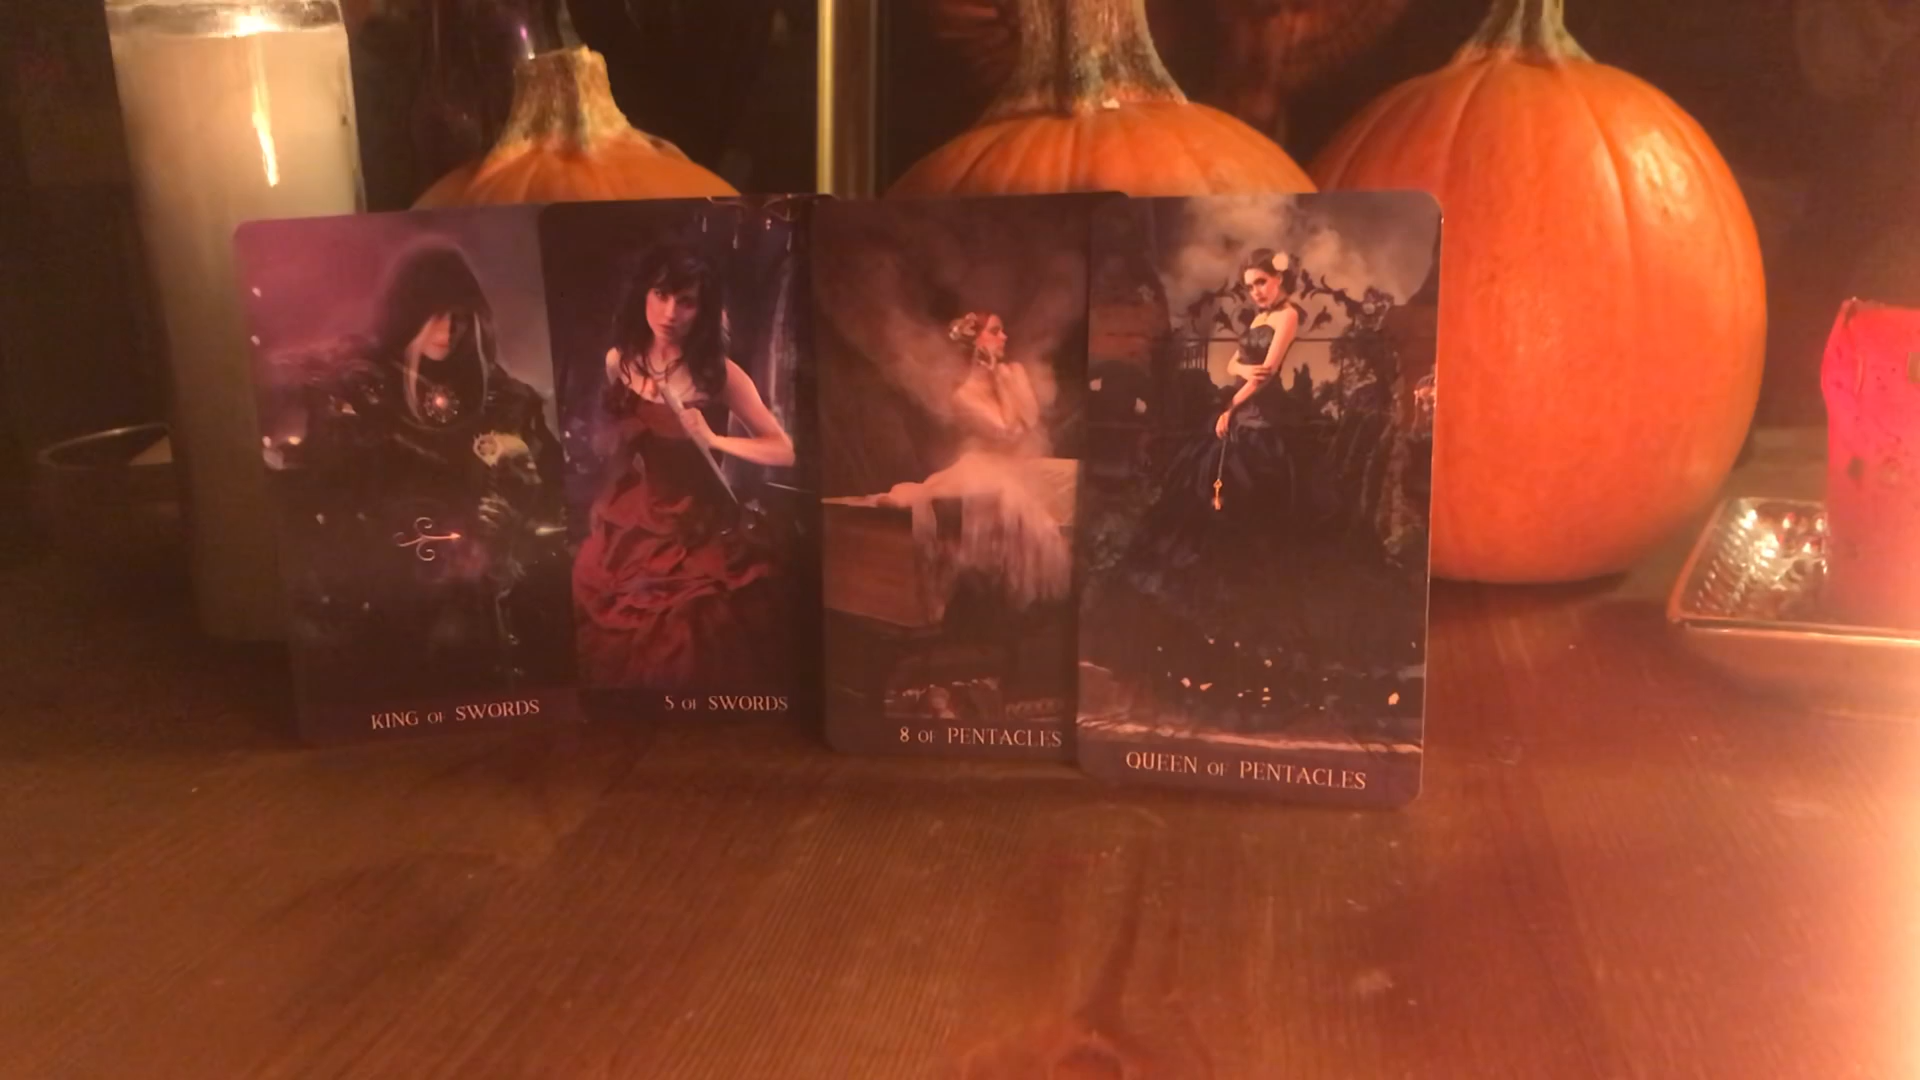 KING OF SWORDS
5 OF SWORDS
8 OF PENTACLES
QUEEN OF PENTACLES